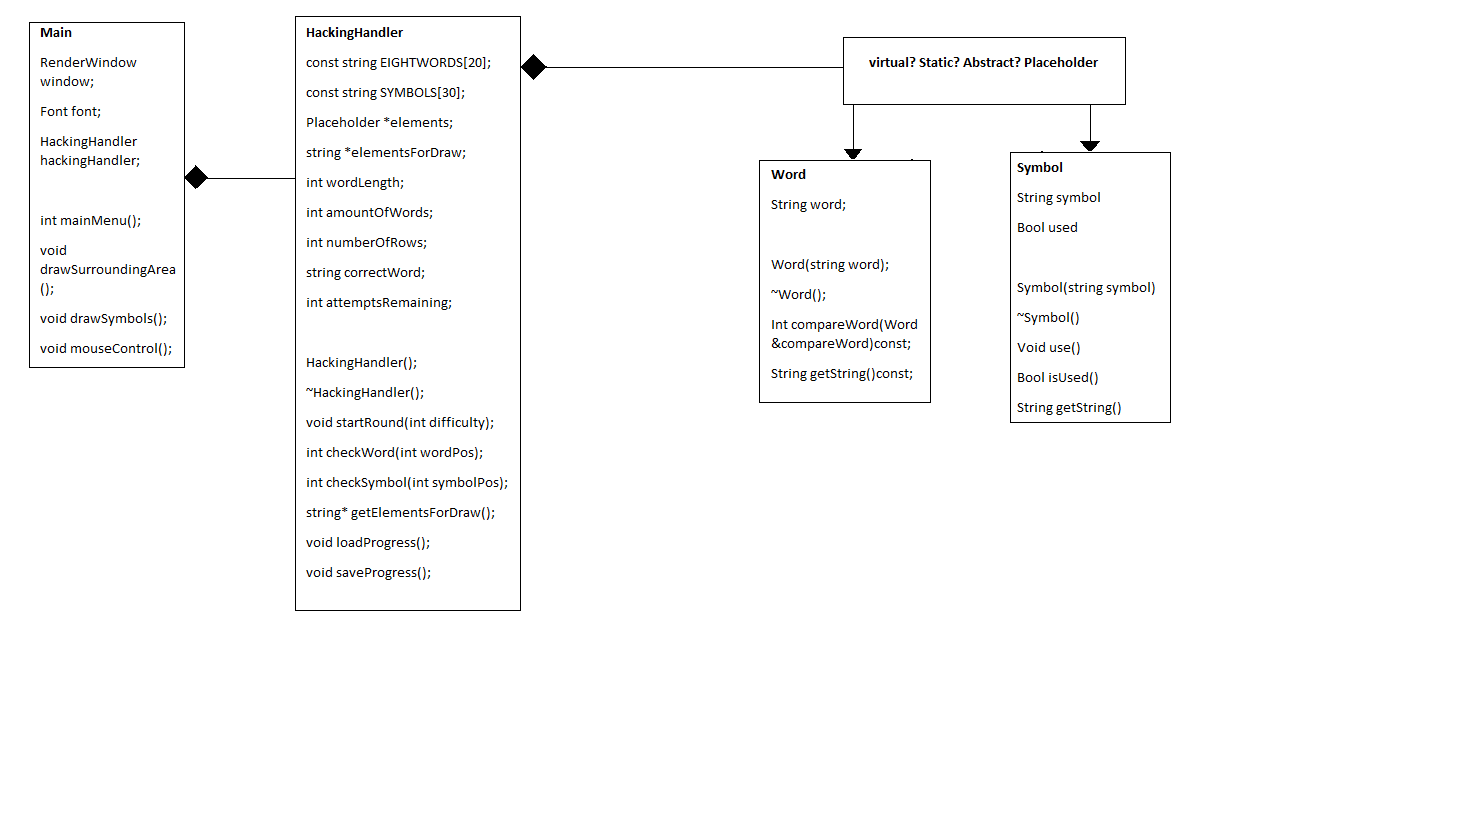 Main
RenderWindow
window;
Font font;
HackingHandler
hackingHandler;
int mainMenu();
void
drawSurroundingArea
();
void drawSymbols();
void mouseControl();
HackingHandler
const string EIGHTWORDS[20];
const string SYMBOLS[30];
Placeholder *elements;
string *elementsForDraw;
int wordLength;
int amountOfWords;
int numberOfRows;
string correctWord;
int attemptsRemaining;
HackingHandler();
~HackingHandler();
void startRound(int difficulty);
int checkWord(int wordPos);
int checkSymbol(int symbolPos);
string* getElementsForDraw();
void loadProgress();
void saveProgress();
virtual? Static? Abstract? Placeholder
Word
String word;
Word(string word);
~Word();
Int compareWord(Word
&compareWord)const;
String getString()const;
Symbol
String symbol
Bool used
Symbol(string symbol)
~Symbol()
Void use()
Bool isUsed()
String getString()